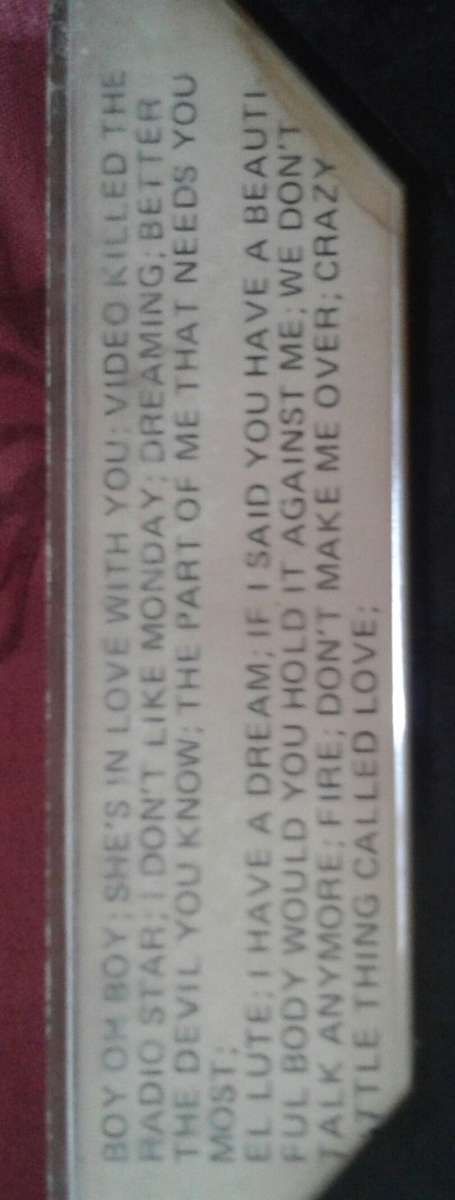 BOY OH BOY; SHE'S IN LOVE WITH YOU; VIDEO KILLED THE
RADIO STAR; I DON'T LIKE MONDAY; DREAMING; BETTER
THE DEVIL YOU KNOW; THE PART OF ME THAT NEEDS YOU
MOST;
EL LUTE; I HAVE A DREAM; IF I SAID YOU HAVE A BEAUTI
FUL BODY WOULD YOU HOLD IT AGAINST ME; WE DON'T
TALK ANYMORE; FIRE; DON'T MAKE ME OVER; CRAZY
TTLE THING CALLED LOVE;